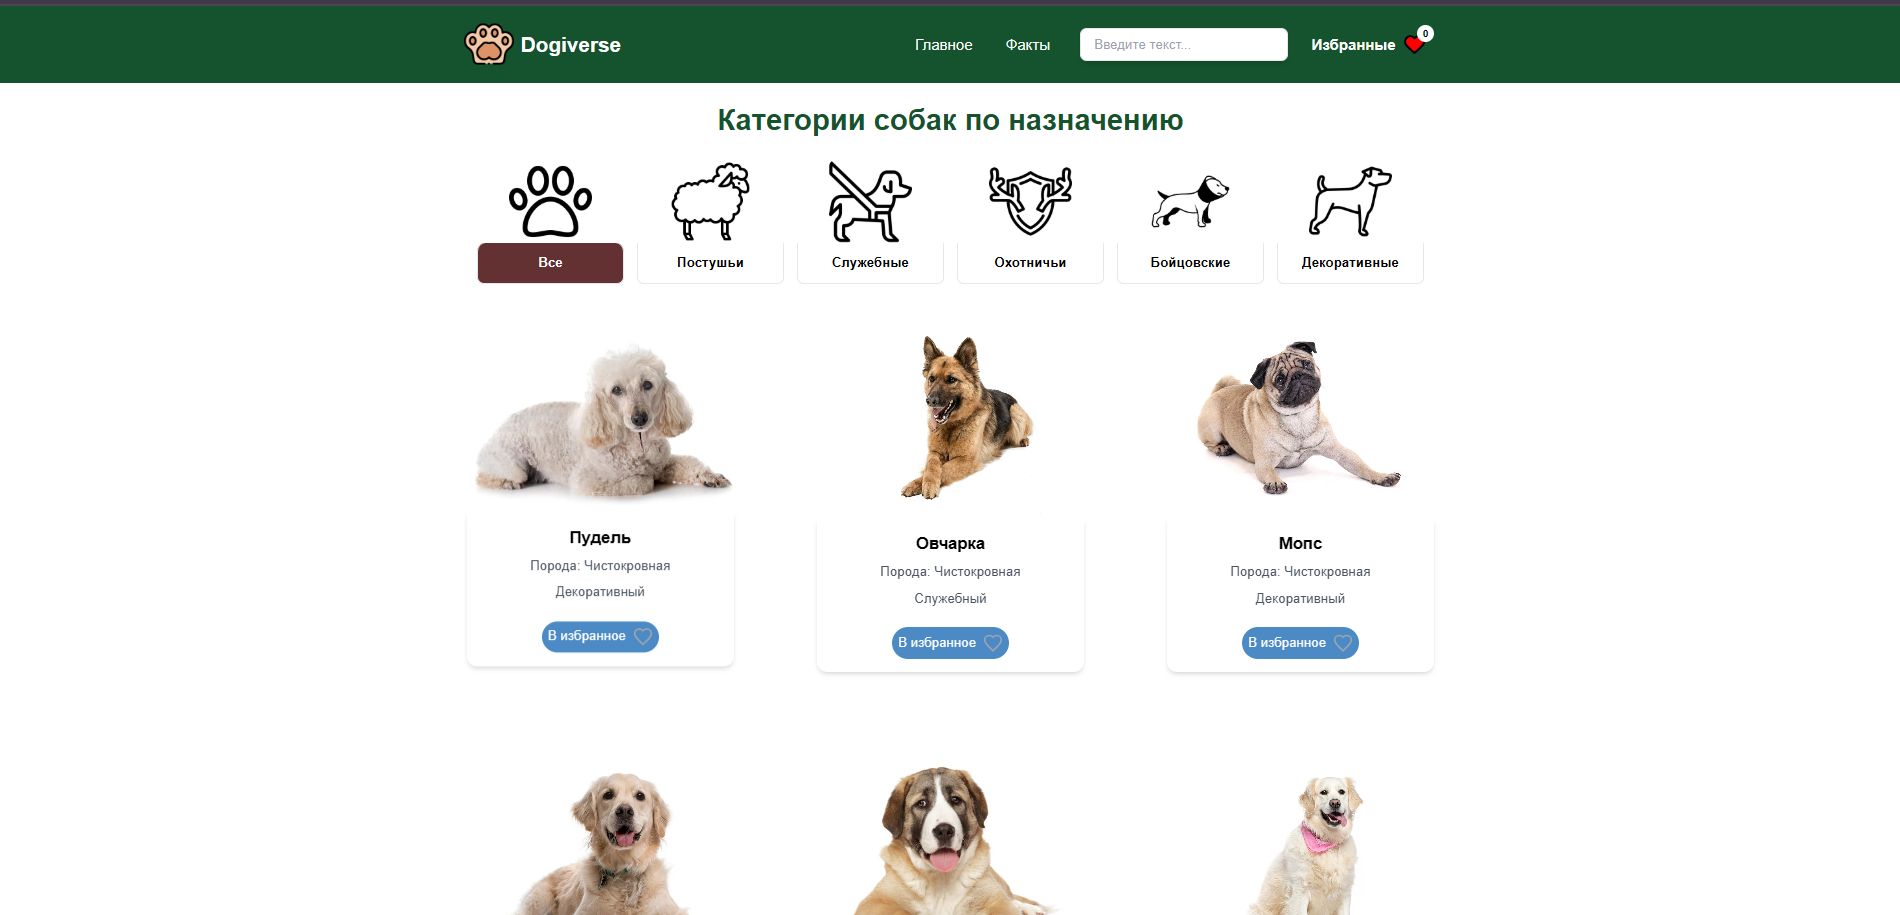 Dogiverse
Главное
Факты
Введите текст...
Избранные
0
Категории собак по назначению
Все
Постушьи
Служебные
Охотничьи
Бойцовские
Декоративные
Пудель
Порода: Чистокровная
Декоративный
В избранное
Овчарка
Порода: Чистокровная
Служебный
В избранное
Мопс
Порода: Чистокровная
Декоративный
В избранное